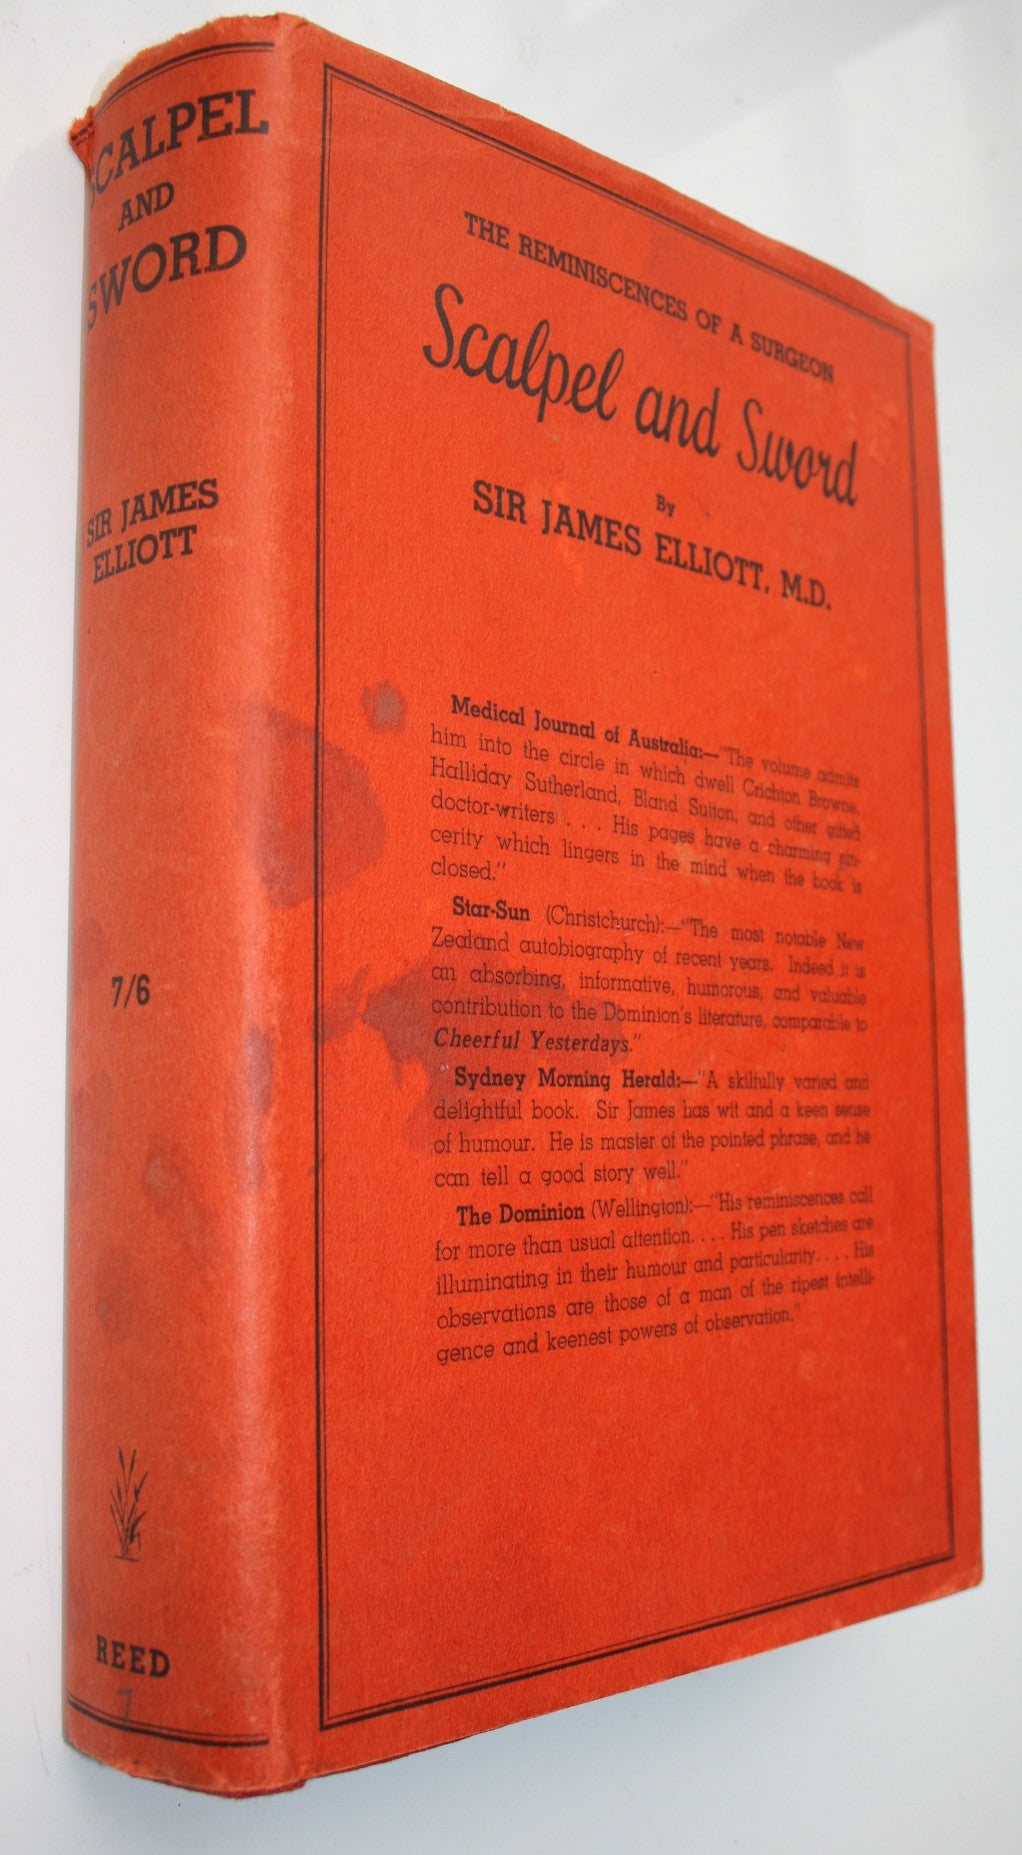 SCALPEL
AND
SWORD
SIR JAMES
ELLIOTT
7/6
REED
7
THE REMINISCENCES OF A SURGEON
Scalpel and Sword
By
SIR JAMES ELLIOTT, M.D.
Medical Journal of Australia:—"The volume admits
him into the circle in which dwell Crichton Browne,
Halliday Sutherland, Bland Sutton, and other gifted
doctor-writers . . . His pages have a charming sin-
cerity which lingers in the mind when the book is
closed."
Star-Sun (Christchurch):—"The most notable New
Zealand autobiography of recent years. Indeed it is
an absorbing, informative, humorous, and valuable
contribution to the Dominion's literature, comparable to
Cheerful Yesterdays."
Sydney Morning Herald:—"A skilfully varied and
delightful book. Sir James has wit and a keen sense
of humour. He is master of the pointed phrase, and he
can tell a good story well."
The Dominion (Wellington):—"His reminiscences call
for more than usual attention. . . . His pen sketches are
illuminating in their humour and particularity. . . . His
observations are those of a man of the ripest intelli-
gence and keenest powers of observation."